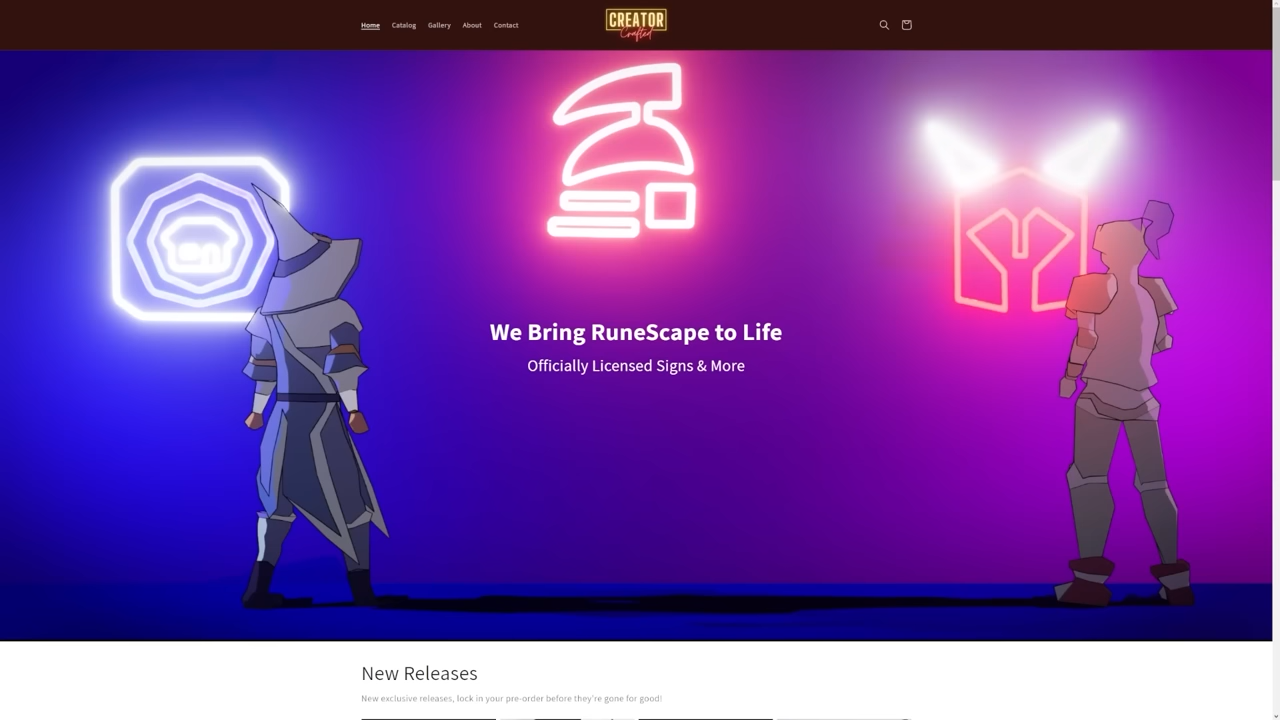 Home
Catalog
Gallery
About
Contact
CREATOR
Crafted
We Bring RuneScape to Life
Officially Licensed Signs & More
New Releases
New exclusive releases, lock in your pre-order before they're gone for good!